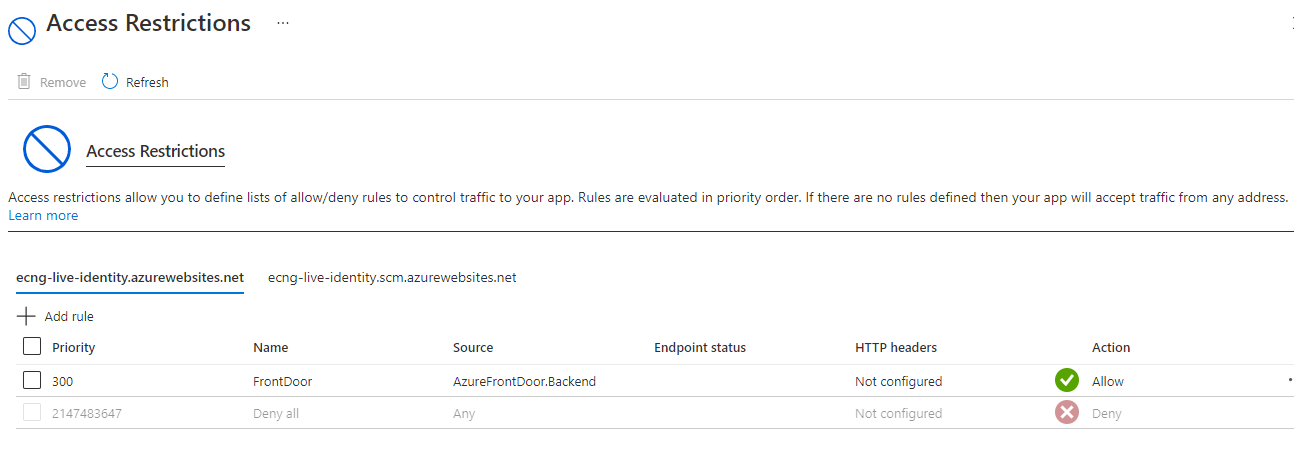 Access Restrictions ...
Remove Refresh
Access Restrictions
Access restrictions allow you to define lists of allow/deny rules to control traffic to your app. Rules are evaluated in priority order. If there are no rules defined then your app will accept traffic from any address.
Learn more
ecng-live-identity.azurewebsites.net ecng-live-identity.scm.azurewebsites.net
Add rule
Priority Name Source Endpoint status HTTP headers Action
300 FrontDoor AzureFrontDoor.Backend Not configured Allow
2147483647 Deny all Any Not configured Deny